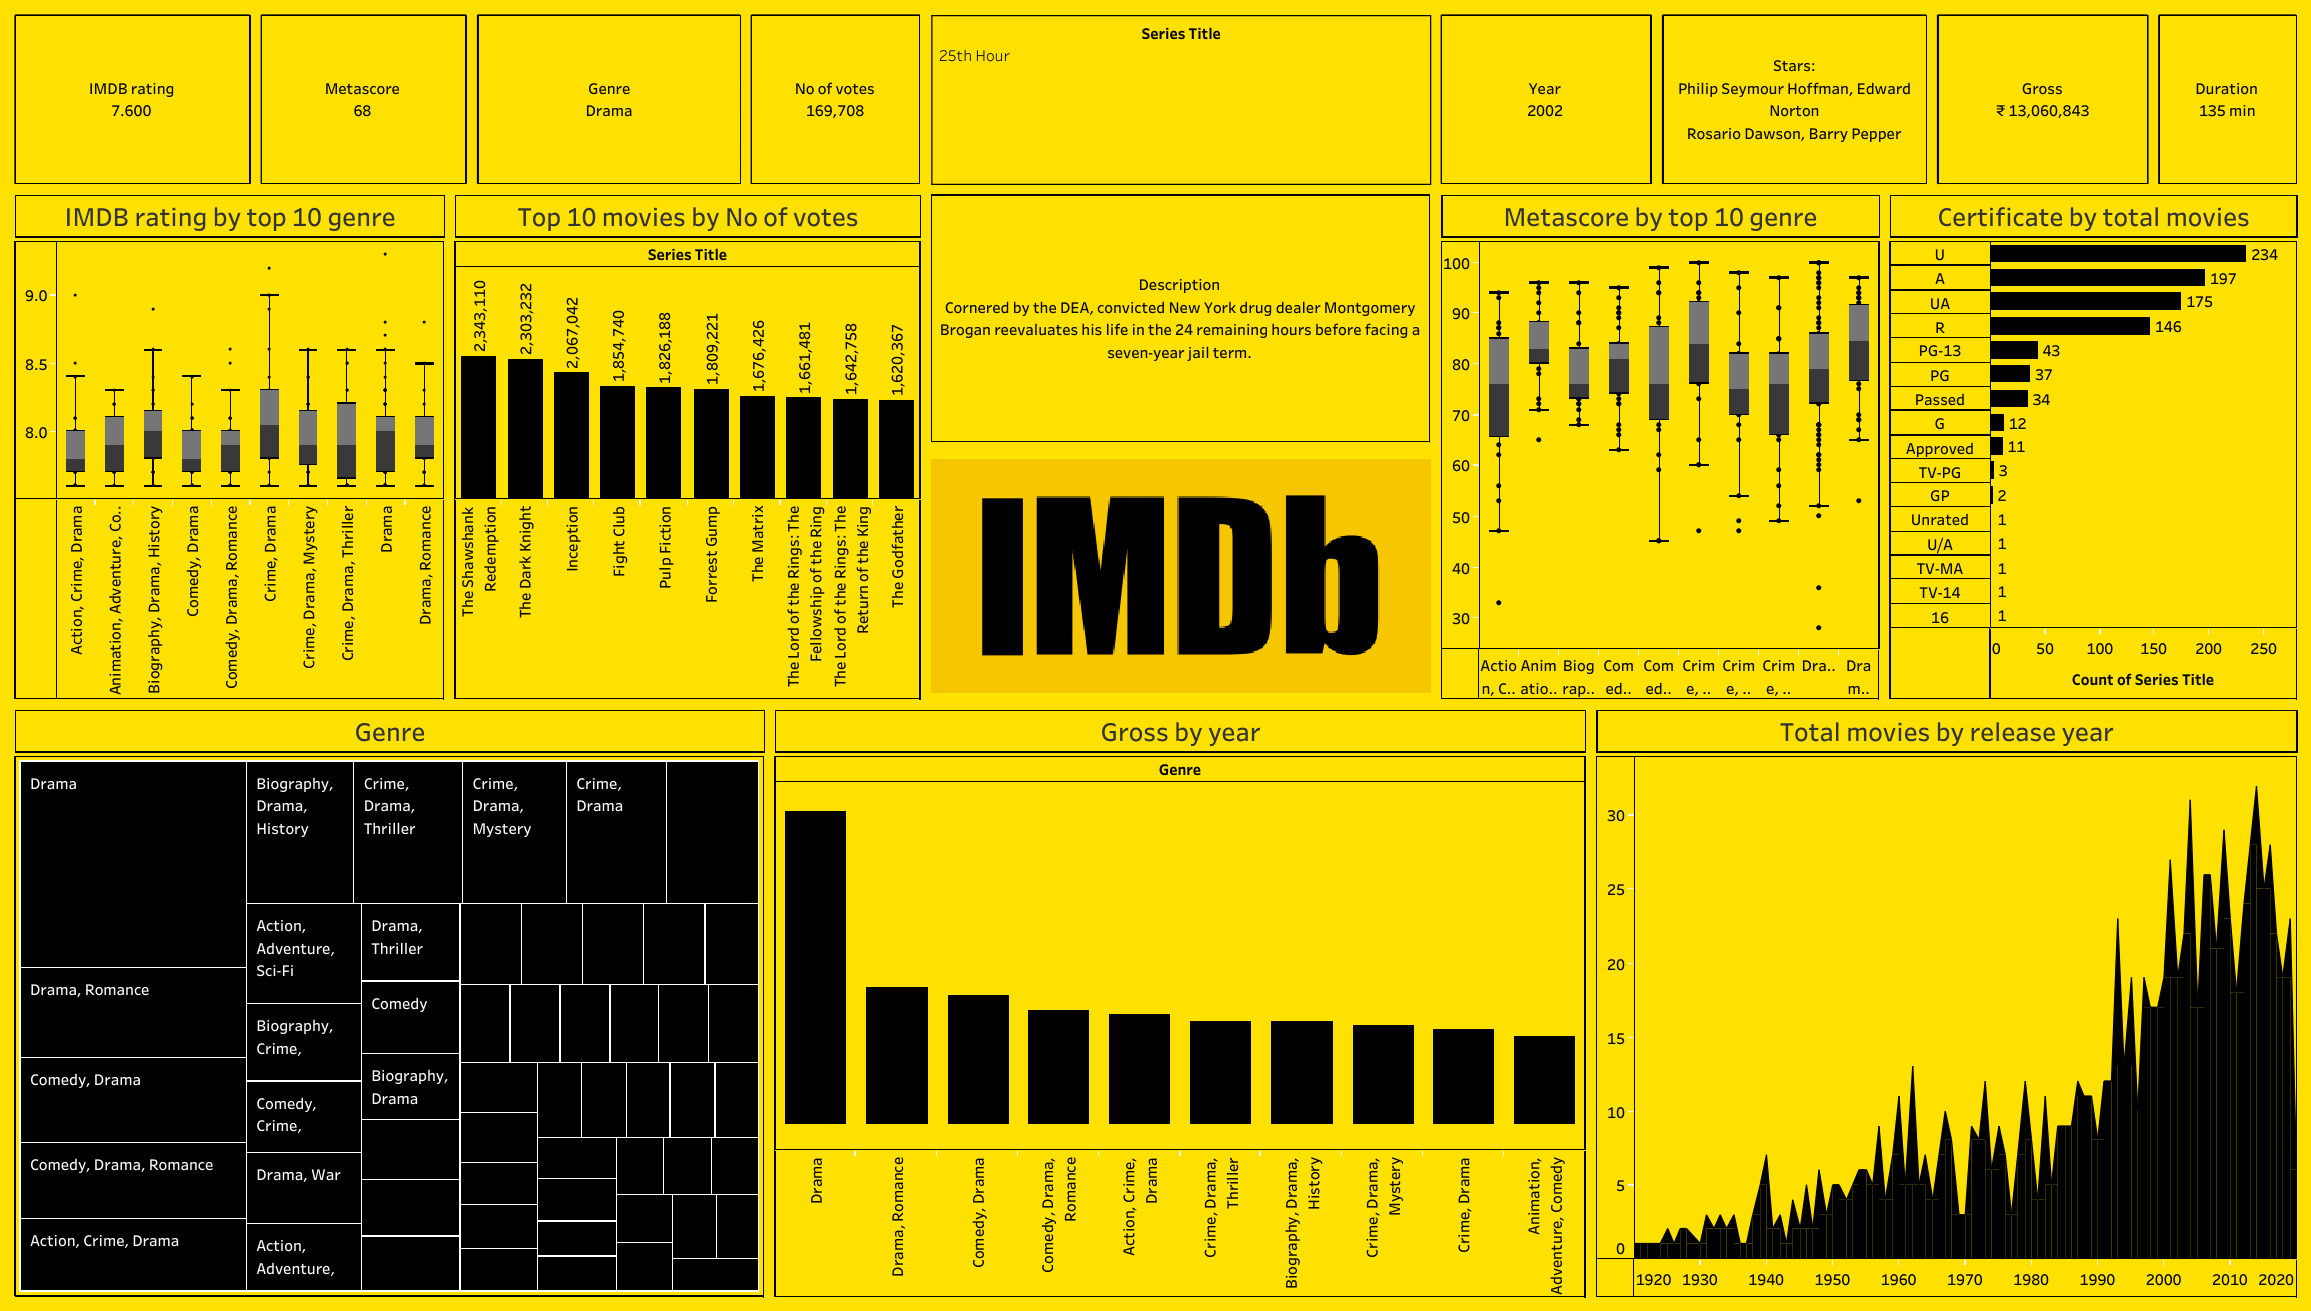 IMDB rating
7.600
Metascore
68
Genre
Drama
No of votes
169,708
Series Title
25th Hour
Year
2002
Stars:
Philip Seymour Hoffman, Edward
Norton
Rosario Dawson, Barry Pepper
Gross
₹ 13,060,843
Duration
135 min
IMDB rating by top 10 genre
9.0
8.5
8.0
Action, Crime, Drama
Animation, Adventure, Co..
Biography, Drama, History
Comedy, Drama
Comedy, Drama, Romance
Crime, Drama
Crime, Drama, Mystery
Crime, Drama, Thriller
Drama
Drama, Romance
Top 10 movies by No of votes
Series Title
2,343,110
2,303,232
2,067,042
1,854,740
1,826,188
1,809,221
1,676,426
1,661,481
1,642,758
1,620,367
The Shawshank
Redemption
The Dark Knight
Inception
Fight Club
Pulp Fiction
Forrest Gump
The Matrix
The Lord of the Rings: The
Fellowship of the Ring
The Lord of the Rings: The
Return of the King
The Godfather
Description
Cornered by the DEA, convicted New York drug dealer Montgomery
Brogan reevaluates his life in the 24 remaining hours before facing a
seven-year jail term.
IMDb
Metascore by top 10 genre
100
90
80
70
60
50
40
30
Actio
n, C..
Anim
atio..
Biog
rap..
Com
ed..
Com
ed..
Crim
e, ..
Crim
e, ..
Crim
e, ..
Dra..
Dra
m..
Certificate by total movies
U 234
A 197
UA 175
R 146
PG-13 43
PG 37
Passed 34
G 12
Approved 11
TV-PG 3
GP 2
Unrated 1
U/A 1
TV-MA 1
TV-14 1
16 1
0 50 100 150 200 250
Count of Series Title
Genre
Drama
Drama, Romance
Comedy, Drama
Comedy, Drama, Romance
Action, Crime, Drama
Biography,
Drama,
History
Crime,
Drama,
Thriller
Crime,
Drama,
Mystery
Crime,
Drama
Action,
Adventure,
Sci-Fi
Biography,
Crime,
Comedy,
Crime,
Drama, War
Action,
Adventure,
Drama,
Thriller
Comedy
Biography,
Drama
Gross by year
Genre
Drama
Drama, Romance
Comedy, Drama
Comedy, Drama,
Romance
Action, Crime,
Drama
Crime, Drama,
Thriller
Biography, Drama,
History
Crime, Drama,
Mystery
Crime, Drama
Animation,
Adventure, Comedy
Total movies by release year
30
25
20
15
10
5
0
1920 1930 1940 1950 1960 1970 1980 1990 2000 2010 2020